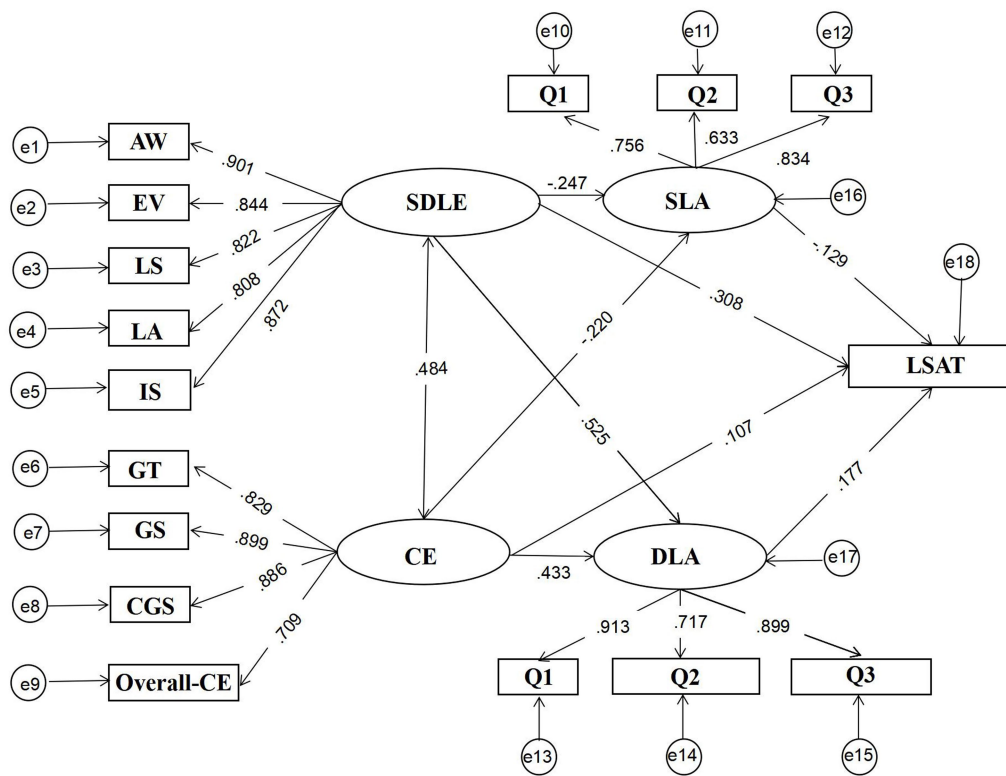 e10
e11
e12
Q1
Q2
Q3
e1
AW
.901
.756
.633
.834
e2
EV
.844
SDLE
-.247
SLA
e16
e3
LS
.822
-.129
e18
e4
LA
.808
.308
e5
IS
.872
-.220
.484
LSAT
.525
.107
.177
e6
GT
.829
e7
GS
.899
CE
.433
DLA
e17
e8
CGS
.886
.709
.913
.717
.899
e9
Overall-CE
Q1
Q2
Q3
e13
e14
e15